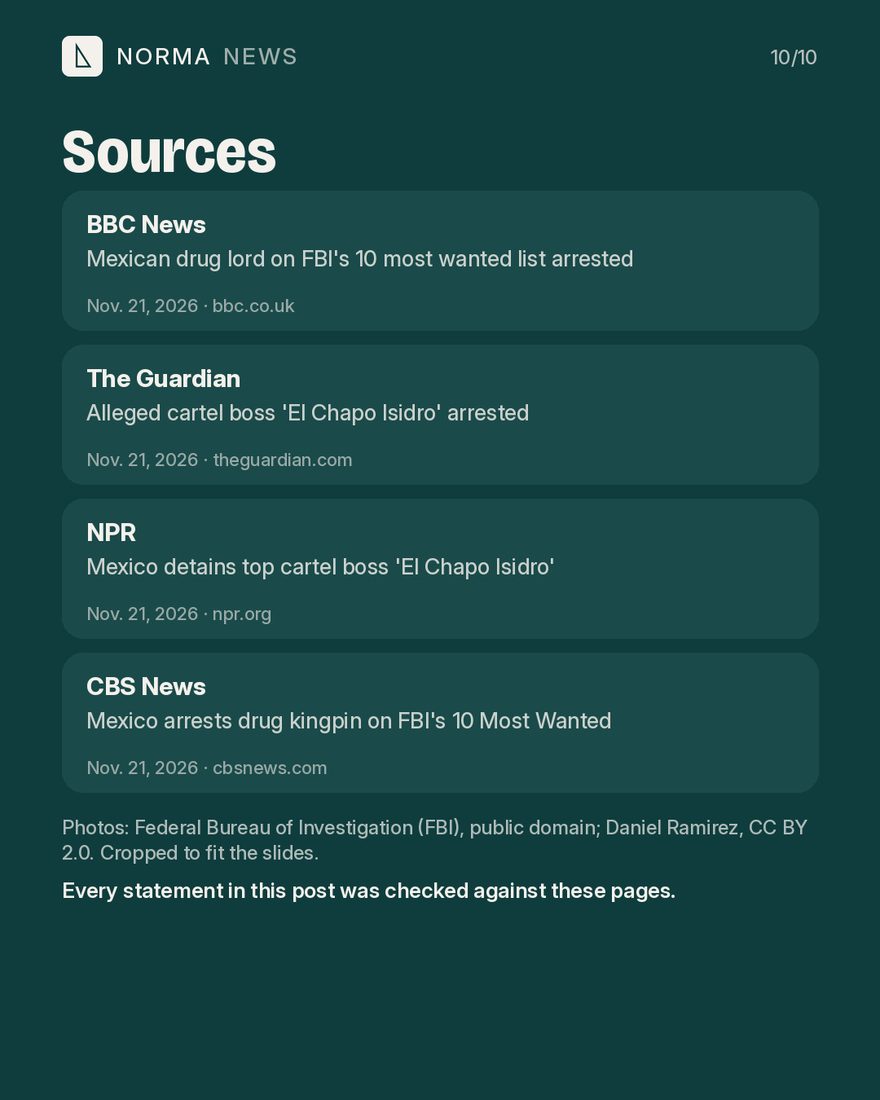 NORMA NEWS
10/10
Sources
BBC News
Mexican drug lord on FBI's 10 most wanted list arrested
Nov. 21, 2026 · bbc.co.uk
The Guardian
Alleged cartel boss 'El Chapo Isidro' arrested
Nov. 21, 2026 · theguardian.com
NPR
Mexico detains top cartel boss 'El Chapo Isidro'
Nov. 21, 2026 · npr.org
CBS News
Mexico arrests drug kingpin on FBI's 10 Most Wanted
Nov. 21, 2026 · cbsnews.com
Photos: Federal Bureau of Investigation (FBI), public domain; Daniel Ramirez, CC BY
2.0. Cropped to fit the slides.
Every statement in this post was checked against these pages.